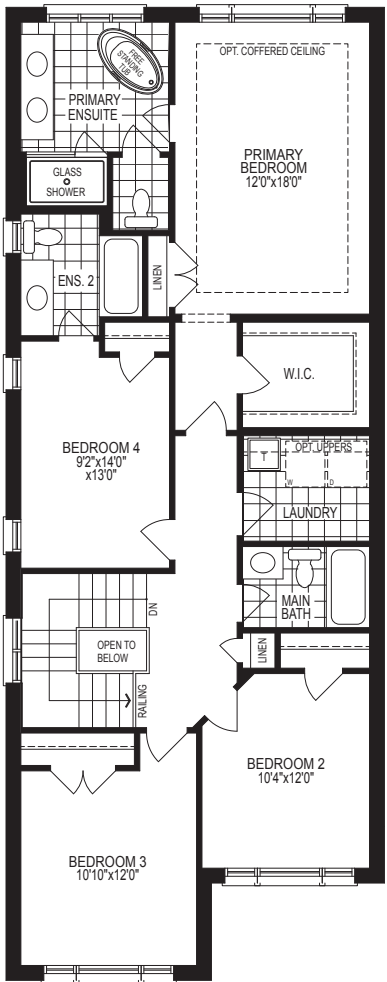 FREE
STANDING
TUB
OPT. COFFERED CEILING
PRIMARY
ENSUITE
PRIMARY
BEDROOM
12'0"x18'0"
GLASS
SHOWER
ENS. 2
LINEN
W.I.C.
BEDROOM 4
9'2"x14'0"
x13'0"
OPT. UPPERS
T
W
D
LAUNDRY
MAIN
BATH
DN
OPEN TO
BELOW
LINEN
RAILING
BEDROOM 2
10'4"x12'0"
BEDROOM 3
10'10"x12'0"